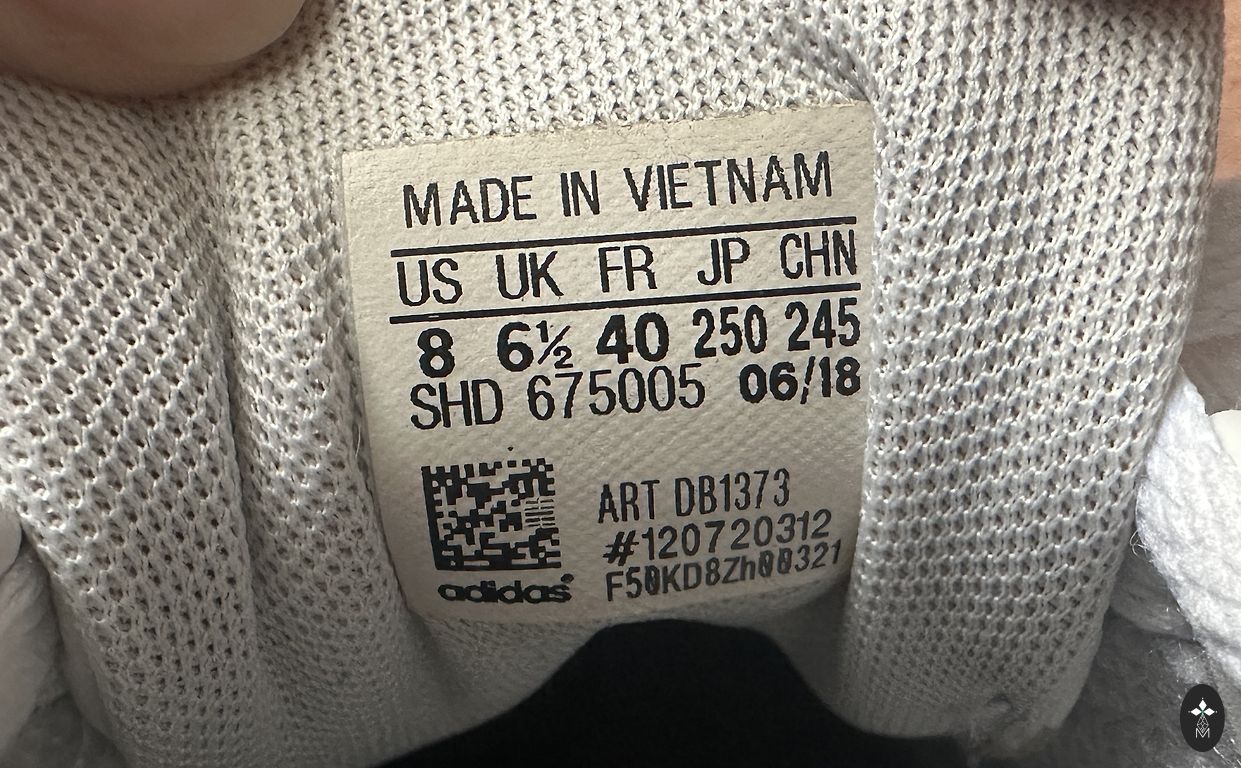 MADE IN VIETNAM
US UK FR JP CHN
8 6½ 40 250 245
SHD 675005 06/18
ART DB1373
#120720312
F50KD8Zh00321
adidas®
M